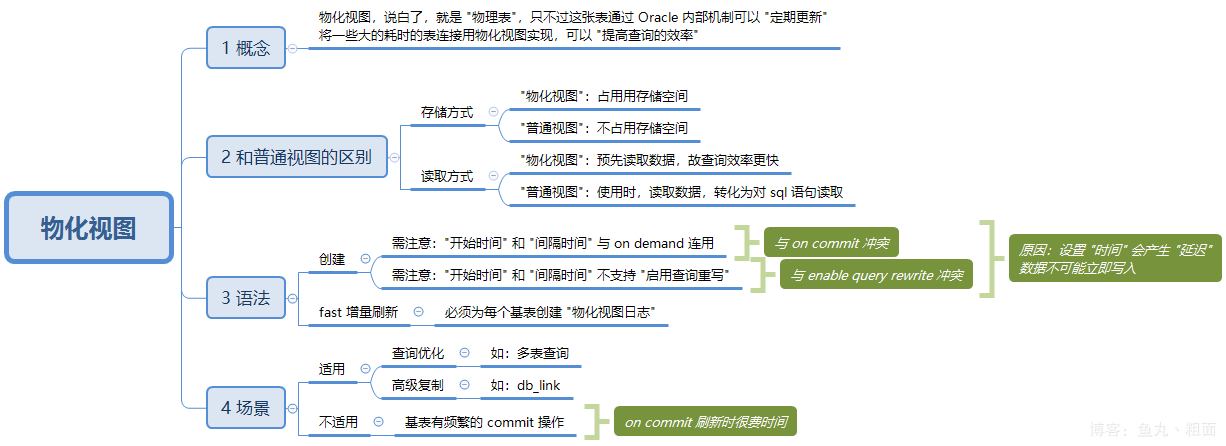 物化视图
1 概念
物化视图，说白了，就是 "物理表"，只不过这张表通过 Oracle 内部机制可以 "定期更新"
将一些大的耗时的表连接用物化视图实现，可以 "提高查询的效率"
2 和普通视图的区别
存储方式
"物化视图"：占用用存储空间
"普通视图"：不占用存储空间
读取方式
"物化视图"：预先读取数据，故查询效率更快
"普通视图"：使用时，读取数据，转化为对 sql 语句读取
3 语法
创建
需注意："开始时间" 和 "间隔时间" 与 on demand 连用
与 on commit 冲突
需注意："开始时间" 和 "间隔时间" 不支持 "启用查询重写"
与 enable query rewrite 冲突
原因：设置 "时间" 会产生 "延迟"
数据不可能立即写入
fast 增量刷新
必须为每个基表创建 "物化视图日志"
4 场景
适用
查询优化
如：多表查询
高级复制
如：db_link
不适用
基表有频繁的 commit 操作
on commit 刷新时很费时间
博客：鱼丸、粗面